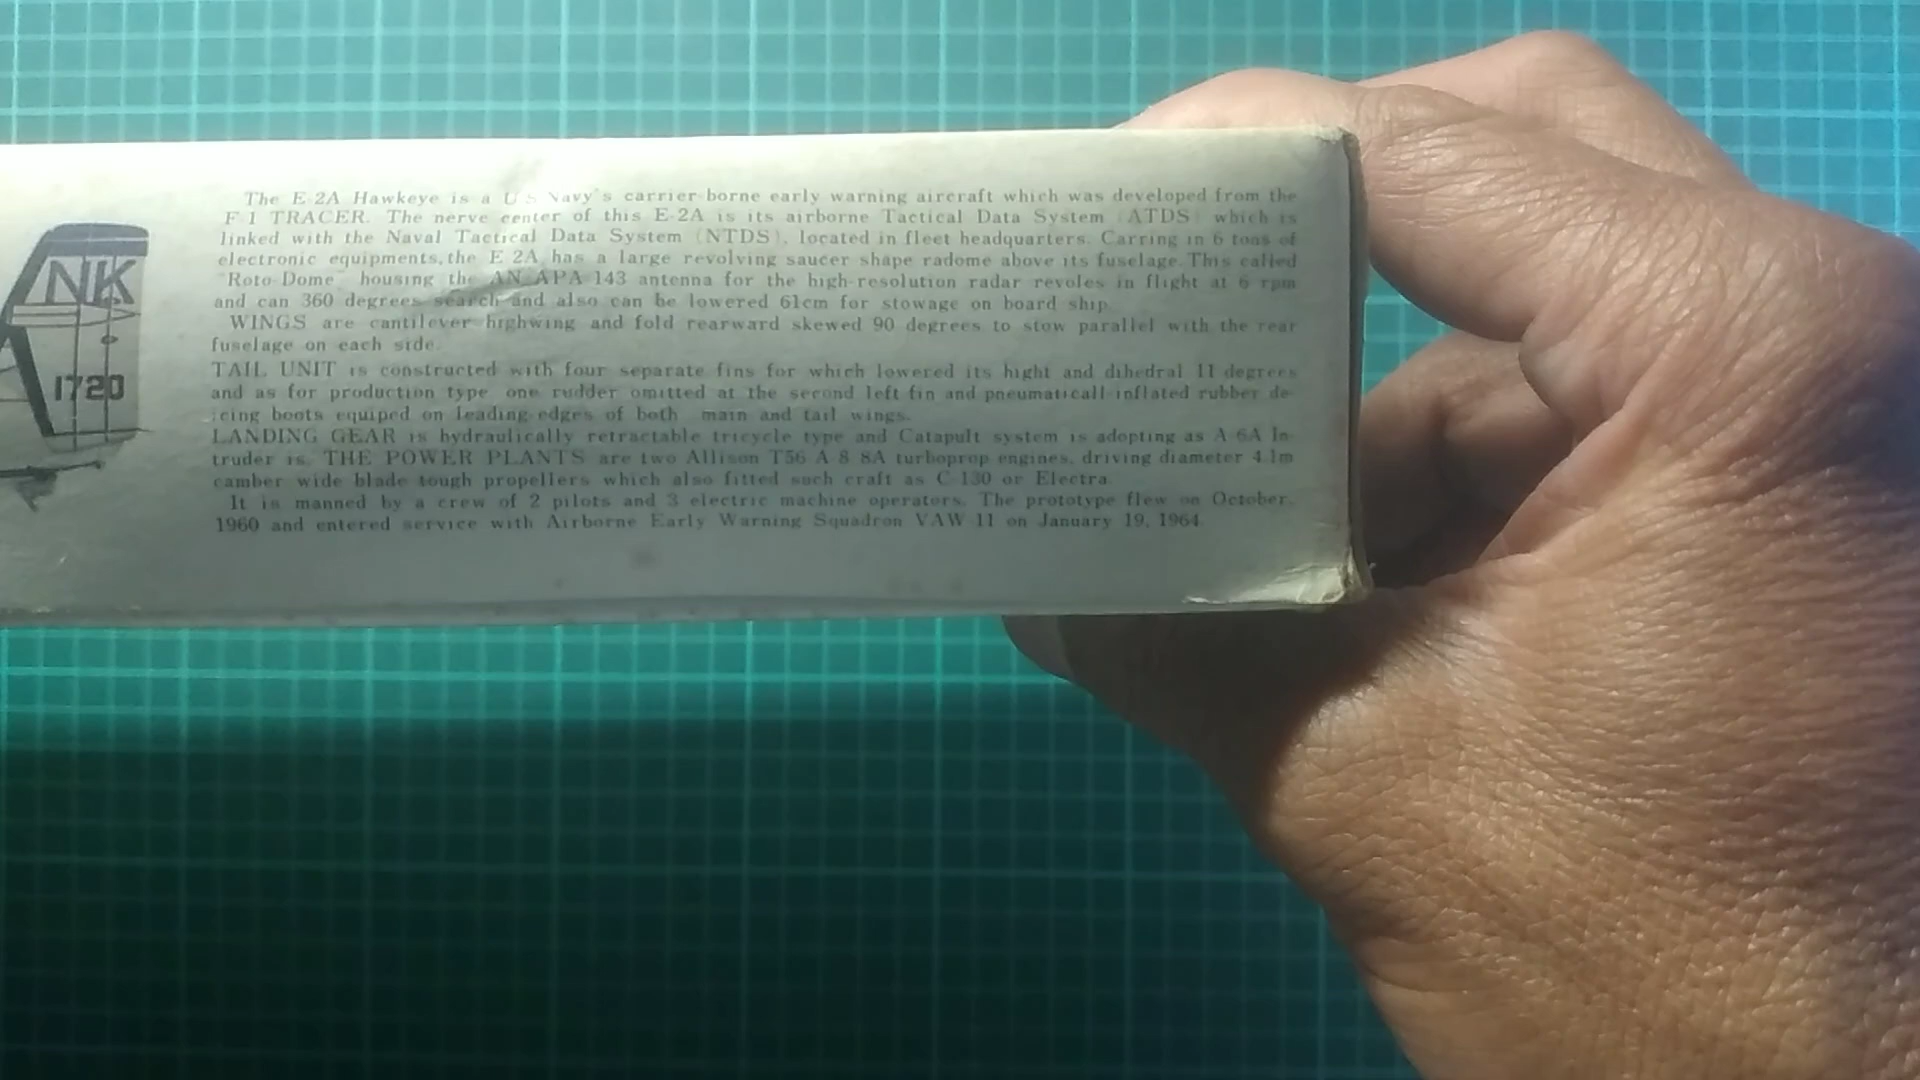 NK
1720
The E-2A Hawkeye is a U S Navy's carrier-borne early warning aircraft which was developed from the
F-1 TRACER. The nerve center of this E-2A is its airborne Tactical Data System (ATDS) which is
linked with the Naval Tactical Data System (NTDS), located in fleet headquarters. Carring in 6 tons of
electronic equipments, the E-2A has a large revolving saucer shape radome above its fuselage. This called
"Roto-Dome" housing the AN APA-143 antenna for the high-resolution radar revoles in flight at 6 rpm
and can 360 degrees search and also can be lowered 61cm for stowage on board ship.
WINGS are cantilever highwing and fold rearward skewed 90 degrees to stow parallel with the rear
fuselage on each side.
TAIL UNIT is constructed with four separate fins for which lowered its hight and dihedral 11 degrees
and as for production type, one rudder omitted at the second left fin and pneumaticall inflated rubber de-
icing boots equiped on leading-edges of both main and tail wings.
LANDING GEAR is hydraulically retractable tricycle type and Catapult system is adopting as A-6A In-
truder is. THE POWER PLANTS are two Allison T56-A-8/8A turboprop engines, driving diameter 4.1m
camber wide blade tough propellers which also fitted such craft as C-130 or Electra.
It is manned by a crew of 2 pilots and 3 electric machine operators. The prototype flew on October,
1960 and entered service with Airborne Early Warning Squadron VAW-11 on January 19, 1964.